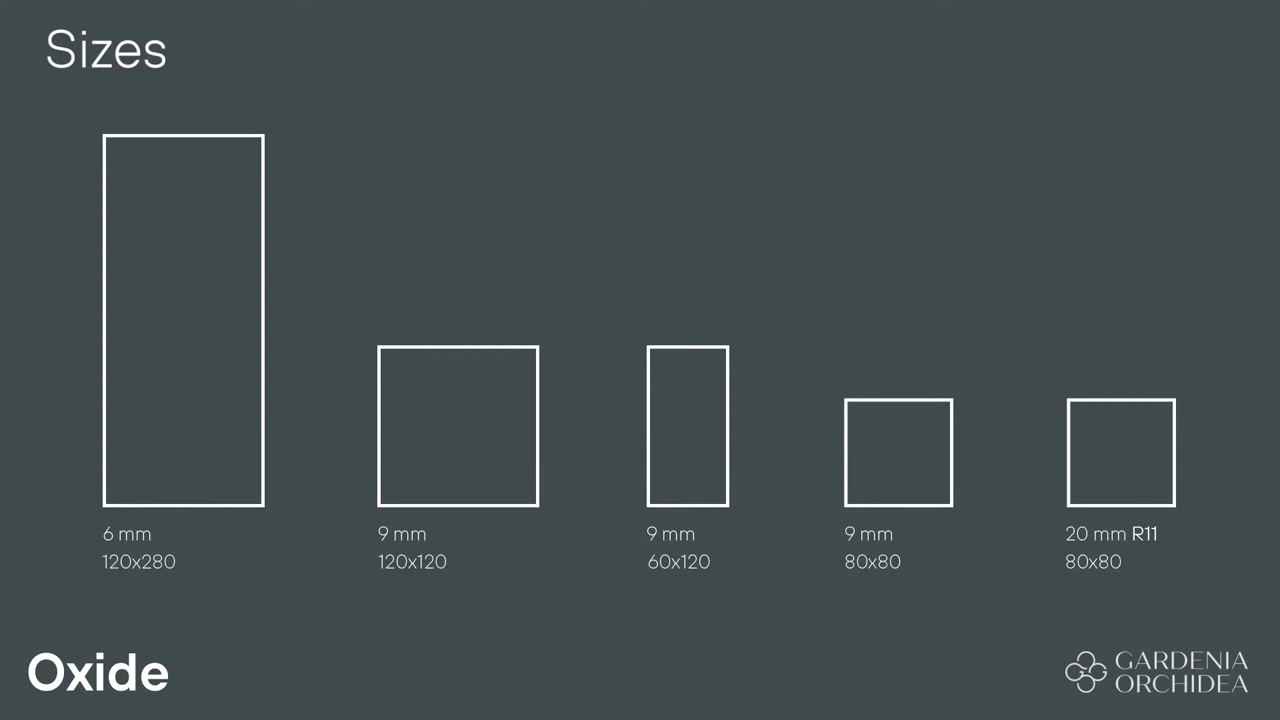 Sizes
6 mm
120x280
9 mm
120x120
9 mm
60x120
9 mm
80x80
20 mm R11
80x80
Oxide
GARDENIA
ORCHIDEA